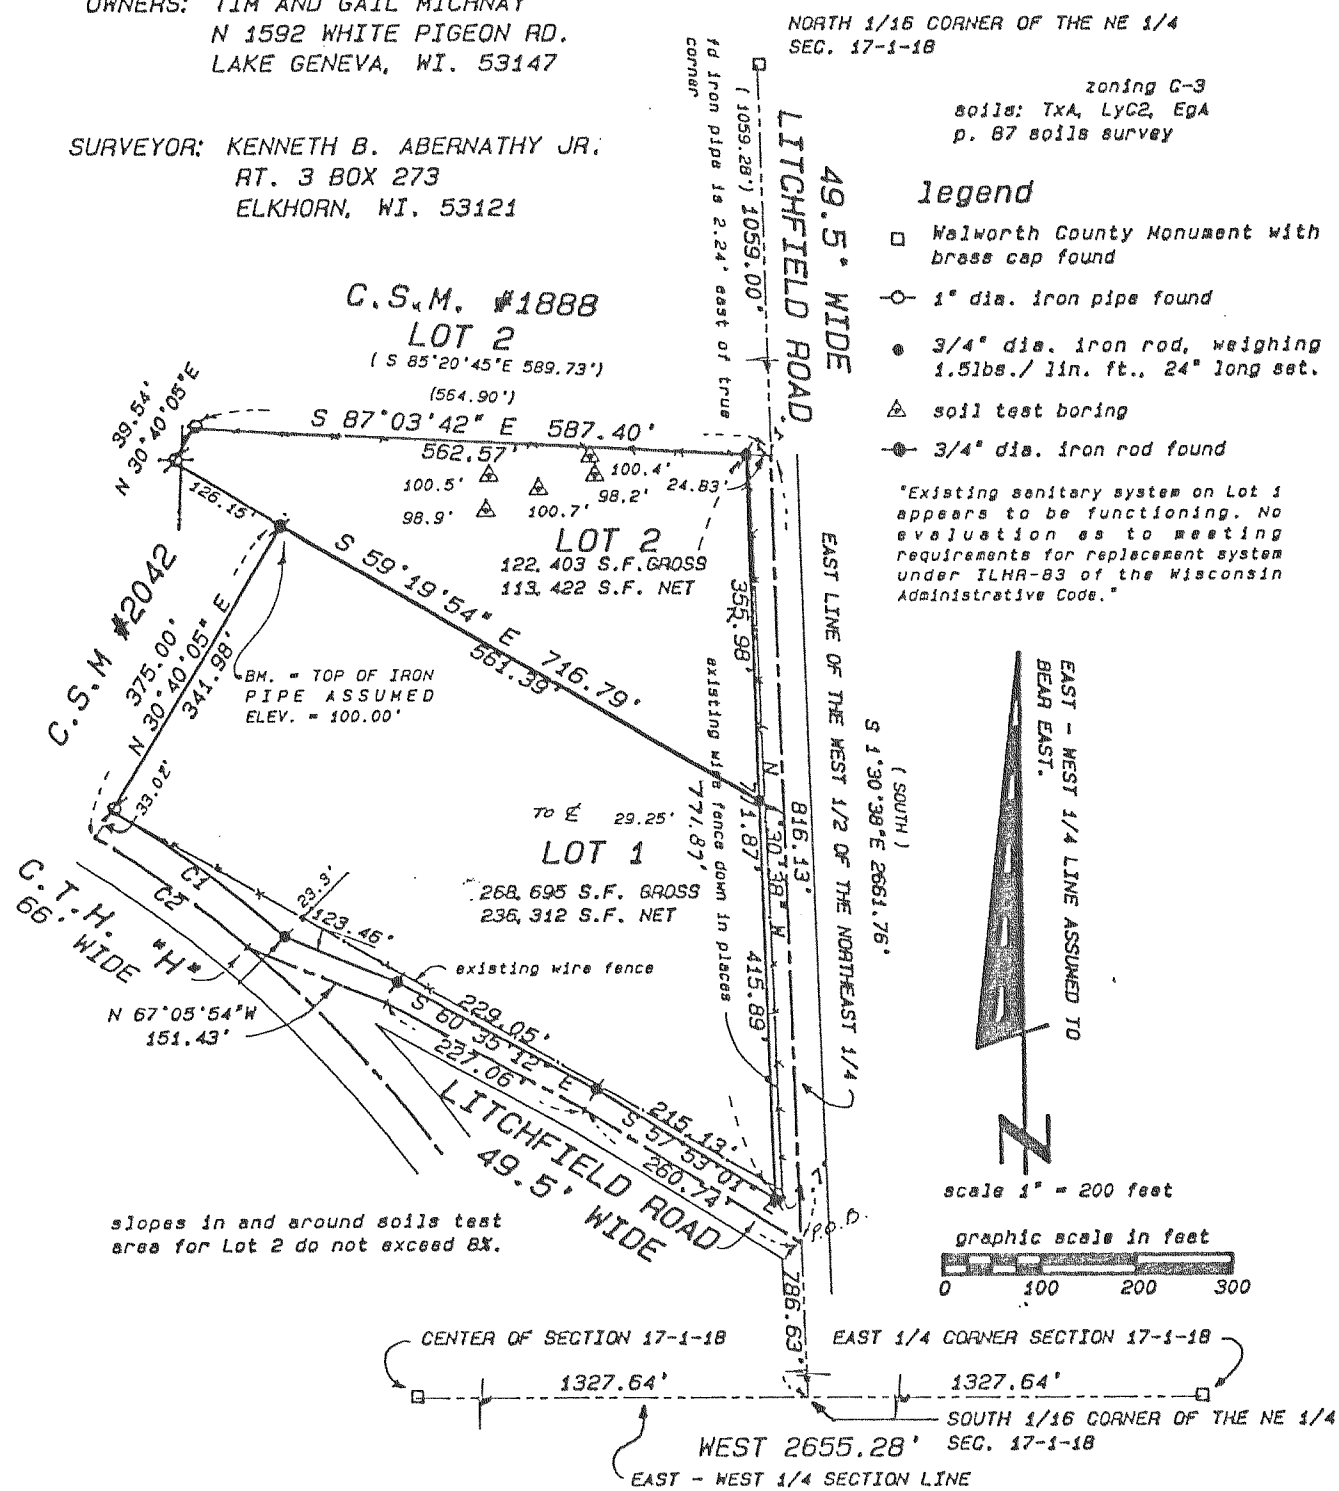 OWNERS: TIM AND GAIL MICHNAY
N 1592 WHITE PIGEON RD.
LAKE GENEVA, WI. 53147
SURVEYOR: KENNETH B. ABERNATHY JR.
RT. 3 BOX 273
ELKHORN, WI. 53121
NORTH 1/16 CORNER OF THE NE 1/4
SEC. 17-1-18
zoning C-3
soils: TxA, LyC2, EgA
p. 87 soils survey
legend
Walworth County Monument with
brass cap found
1" dia. iron pipe found
3/4" dia. iron rod, weighing
1.5lbs./ lin. ft., 24" long set.
soil test boring
3/4" dia. iron rod found
"Existing sanitary system on Lot 1
appears to be functioning. No
evaluation as to meeting
requirements for replacement system
under ILHR-83 of the Wisconsin
Administrative Code."
fd iron pipe is 2.24' east of true
corner
(1059.28') 1059.00'
LITCHFIELD ROAD
49.5' WIDE
C.S.M. #1888
LOT 2
(S 85°20'45"E 589.73')
(564.90')
S 87°03'42" E 587.40'
562.57'
39.54'
N 30°40'05"E
126.15'
100.5'
98.9'
100.7'
100.4'
98.2'
24.83'
LOT 2
122,403 S.F. GROSS
113,422 S.F. NET
S 59°19'54" E 716.79'
561.39'
355.98'
C.S.M #2042
375.00'
N 30°40'05" E
341.98'
33.02'
BM. = TOP OF IRON
PIPE ASSUMED
ELEV. = 100.00'
TO ₵ 29.25'
LOT 1
268,695 S.F. GROSS
236,312 S.F. NET
existing wire fence down in places
771.87'
771.87'
N 1°30'38" W
816.13'
415.89'
EAST LINE OF THE WEST 1/2 OF THE NORTHEAST 1/4
(SOUTH)
S 1°30'38"E 2661.76'
EAST - WEST 1/4 LINE ASSUMED TO
BEAR EAST.
C1
C2
C.T.H. "H"
66' WIDE
23.3'
123.46'
existing wire fence
N 67°05'54"W
151.43'
229.05'
S 60°35'12" E
227.06'
215.13'
S 57°53'01" E
260.74'
LITCHFIELD ROAD
49.5' WIDE
P.O.B.
786.63'
N
scale 1" = 200 feet
graphic scale in feet
0 100 200 300
slopes in and around soils test
area for Lot 2 do not exceed 8%.
CENTER OF SECTION 17-1-18
EAST 1/4 CORNER SECTION 17-1-18
1327.64'
1327.64'
SOUTH 1/16 CORNER OF THE NE 1/4
SEC. 17-1-18
WEST 2655.28'
EAST - WEST 1/4 SECTION LINE